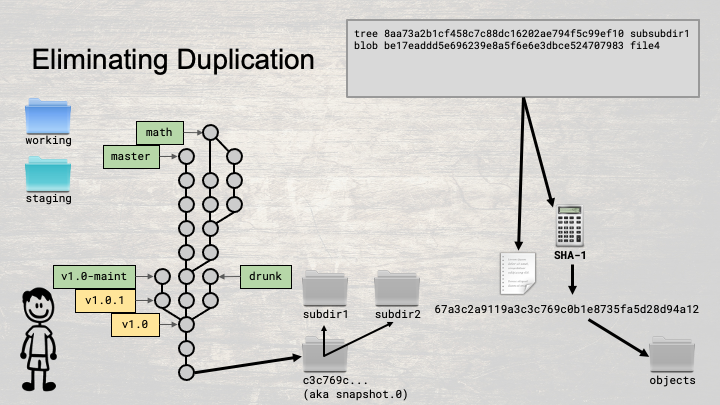 Eliminating Duplication
tree 8aa73a2b1cf458c7c88dc16202ae794f5c99ef10 subsubdir1
blob be17eaddd5e696239e8a5f6e6e3dbce524707983 file4
working
staging
math
master
v1.0-maint
v1.0.1
v1.0
drunk
subdir1
subdir2
c3c769c...
(aka snapshot.0)
SHA-1
67a3c2a9119a3c3c769c0b1e8735fa5d28d94a12
objects